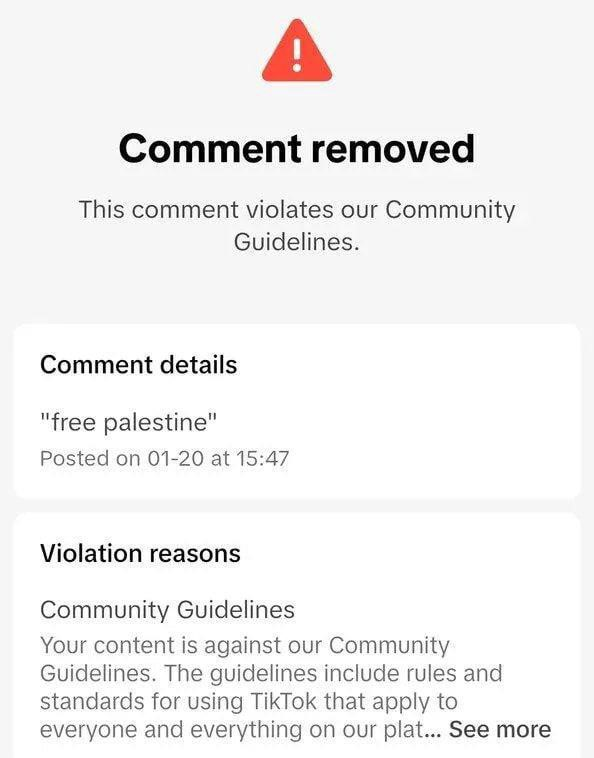 Comment removed
This comment violates our Community
Guidelines.
Comment details
"free palestine"
Posted on 01-20 at 15:47
Violation reasons
Community Guidelines
Your content is against our Community
Guidelines. The guidelines include rules and
standards for using TikTok that apply to
everyone and everything on our plat... See more